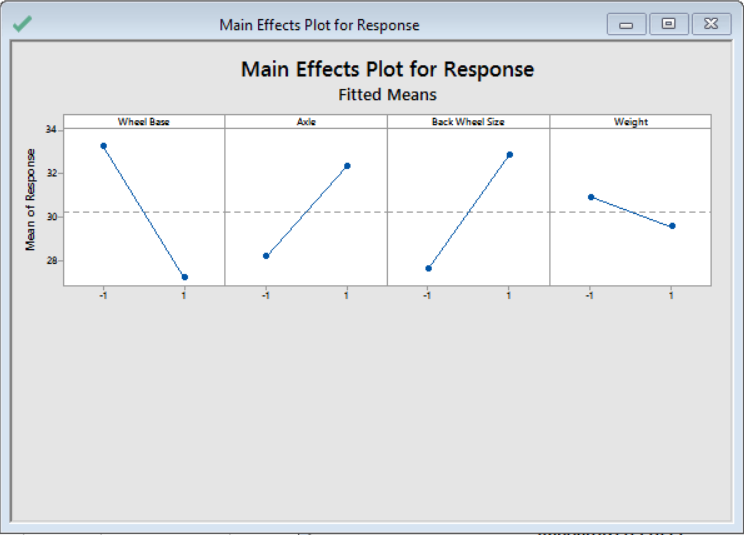 Main Effects Plot for Response
Main Effects Plot for Response
Fitted Means
Wheel Base Axle Back Wheel Size Weight
Mean of Response
34
32
30
28
-1 1 -1 1 -1 1 -1 1